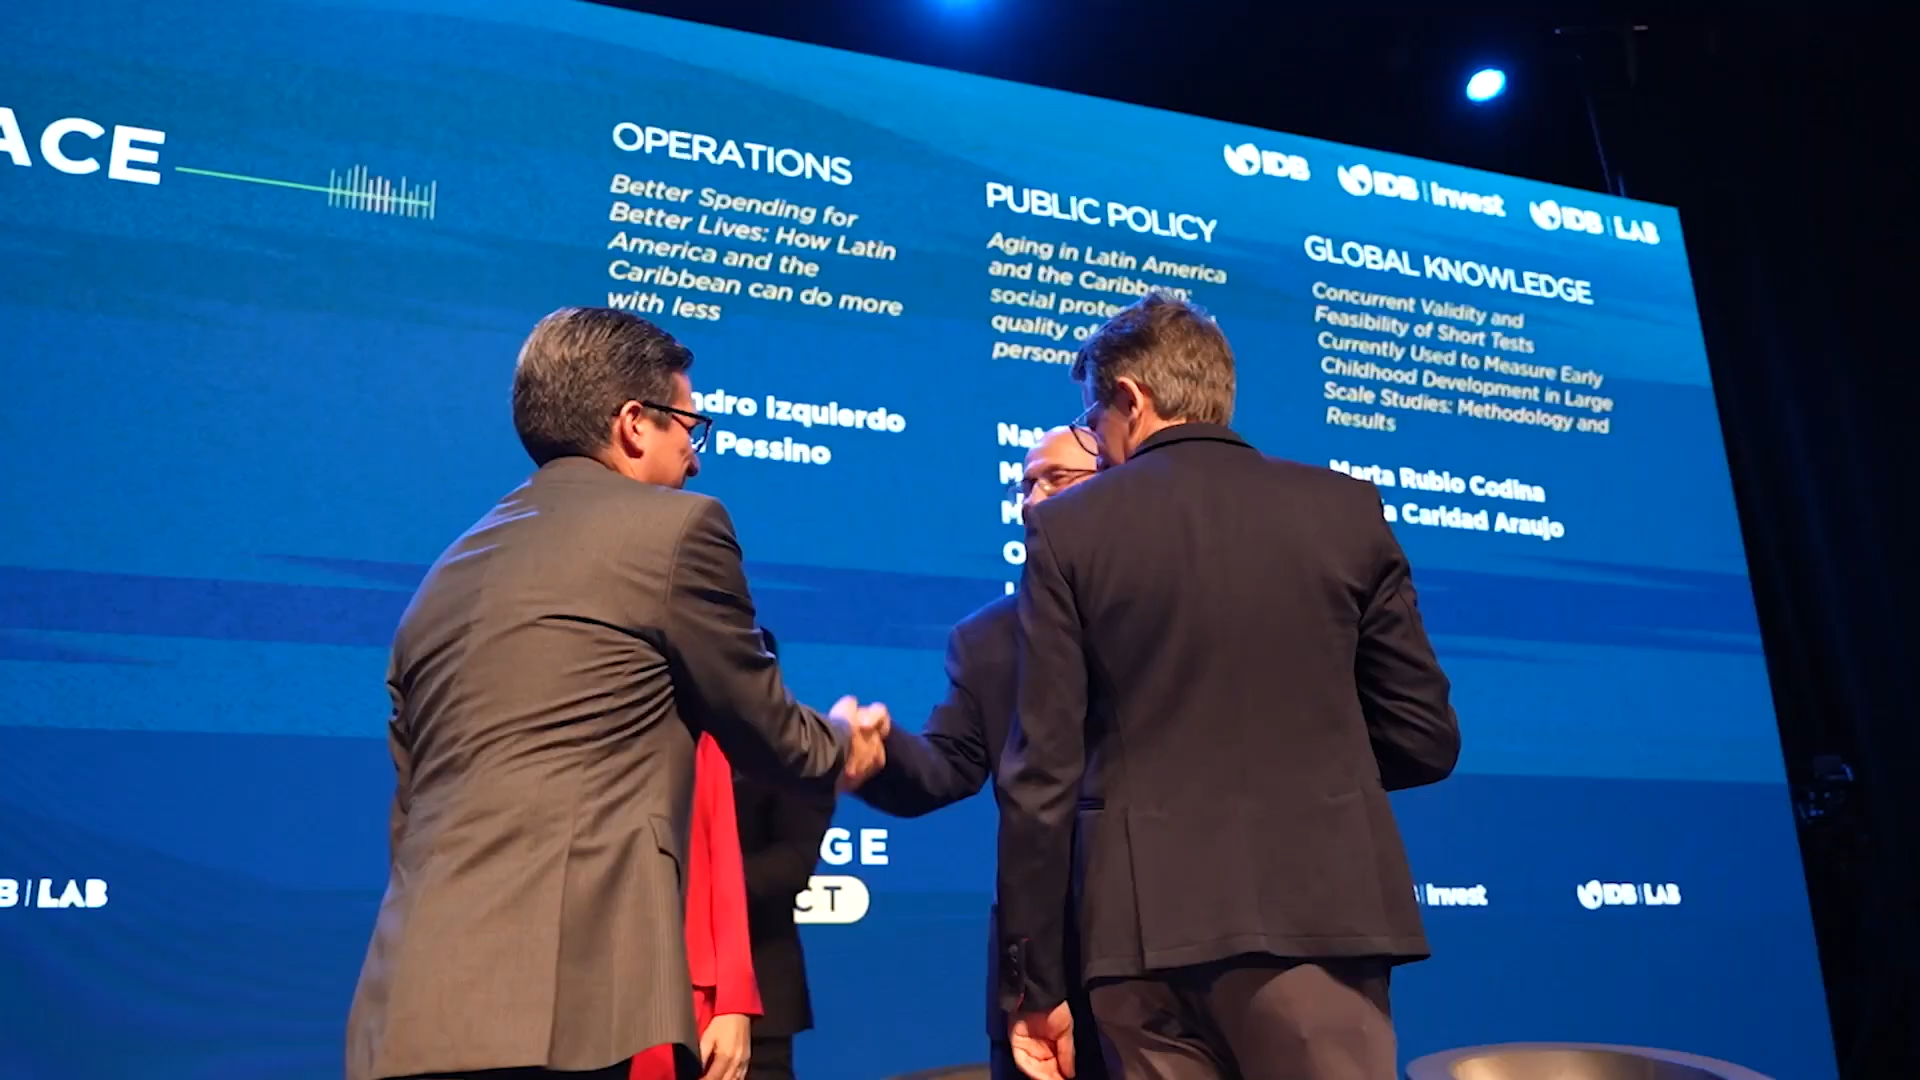 ACE
OPERATIONS
Better Spending for
Better Lives: How Latin
America and the
Caribbean can do more
with less
ndro Izquierdo
Pessino
PUBLIC POLICY
Aging in Latin America
and the Caribbean:
social
quality
persons
IDB
IDB | Invest
IDB | LAB
GLOBAL KNOWLEDGE
Concurrent Validity and
Feasibility of Short Tests
Currently Used to Measure Early
Childhood Development in Large
Scale Studies: Methodology and
Results
Marta Rubio Codina
a Caridad Araujo
B | LAB
GE
CT
| Invest
IDB | LAB